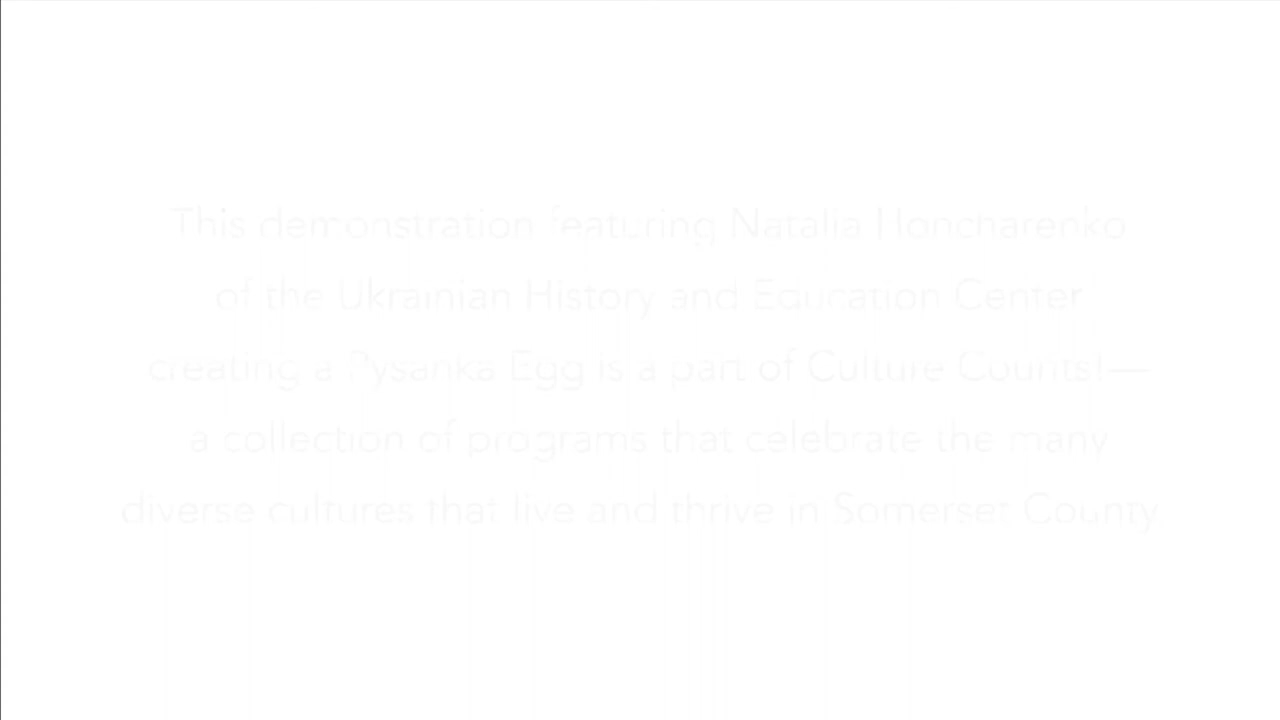 This demonstration featuring Natalia Honcharenko
of the Ukrainian History and Education Center
creating a Pysanka Egg is a part of Culture Counts!—
a collection of programs that celebrate the many
diverse cultures that live and thrive in Somerset County